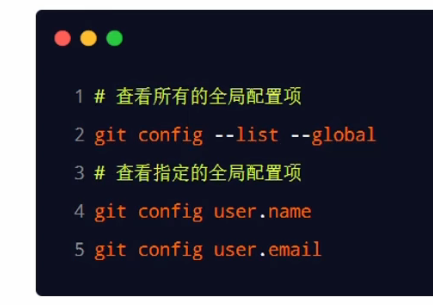 1 # 查看所有的全局配置项
2 git config --list --global
3 # 查看指定的全局配置项
4 git config user.name
5 git config user.email